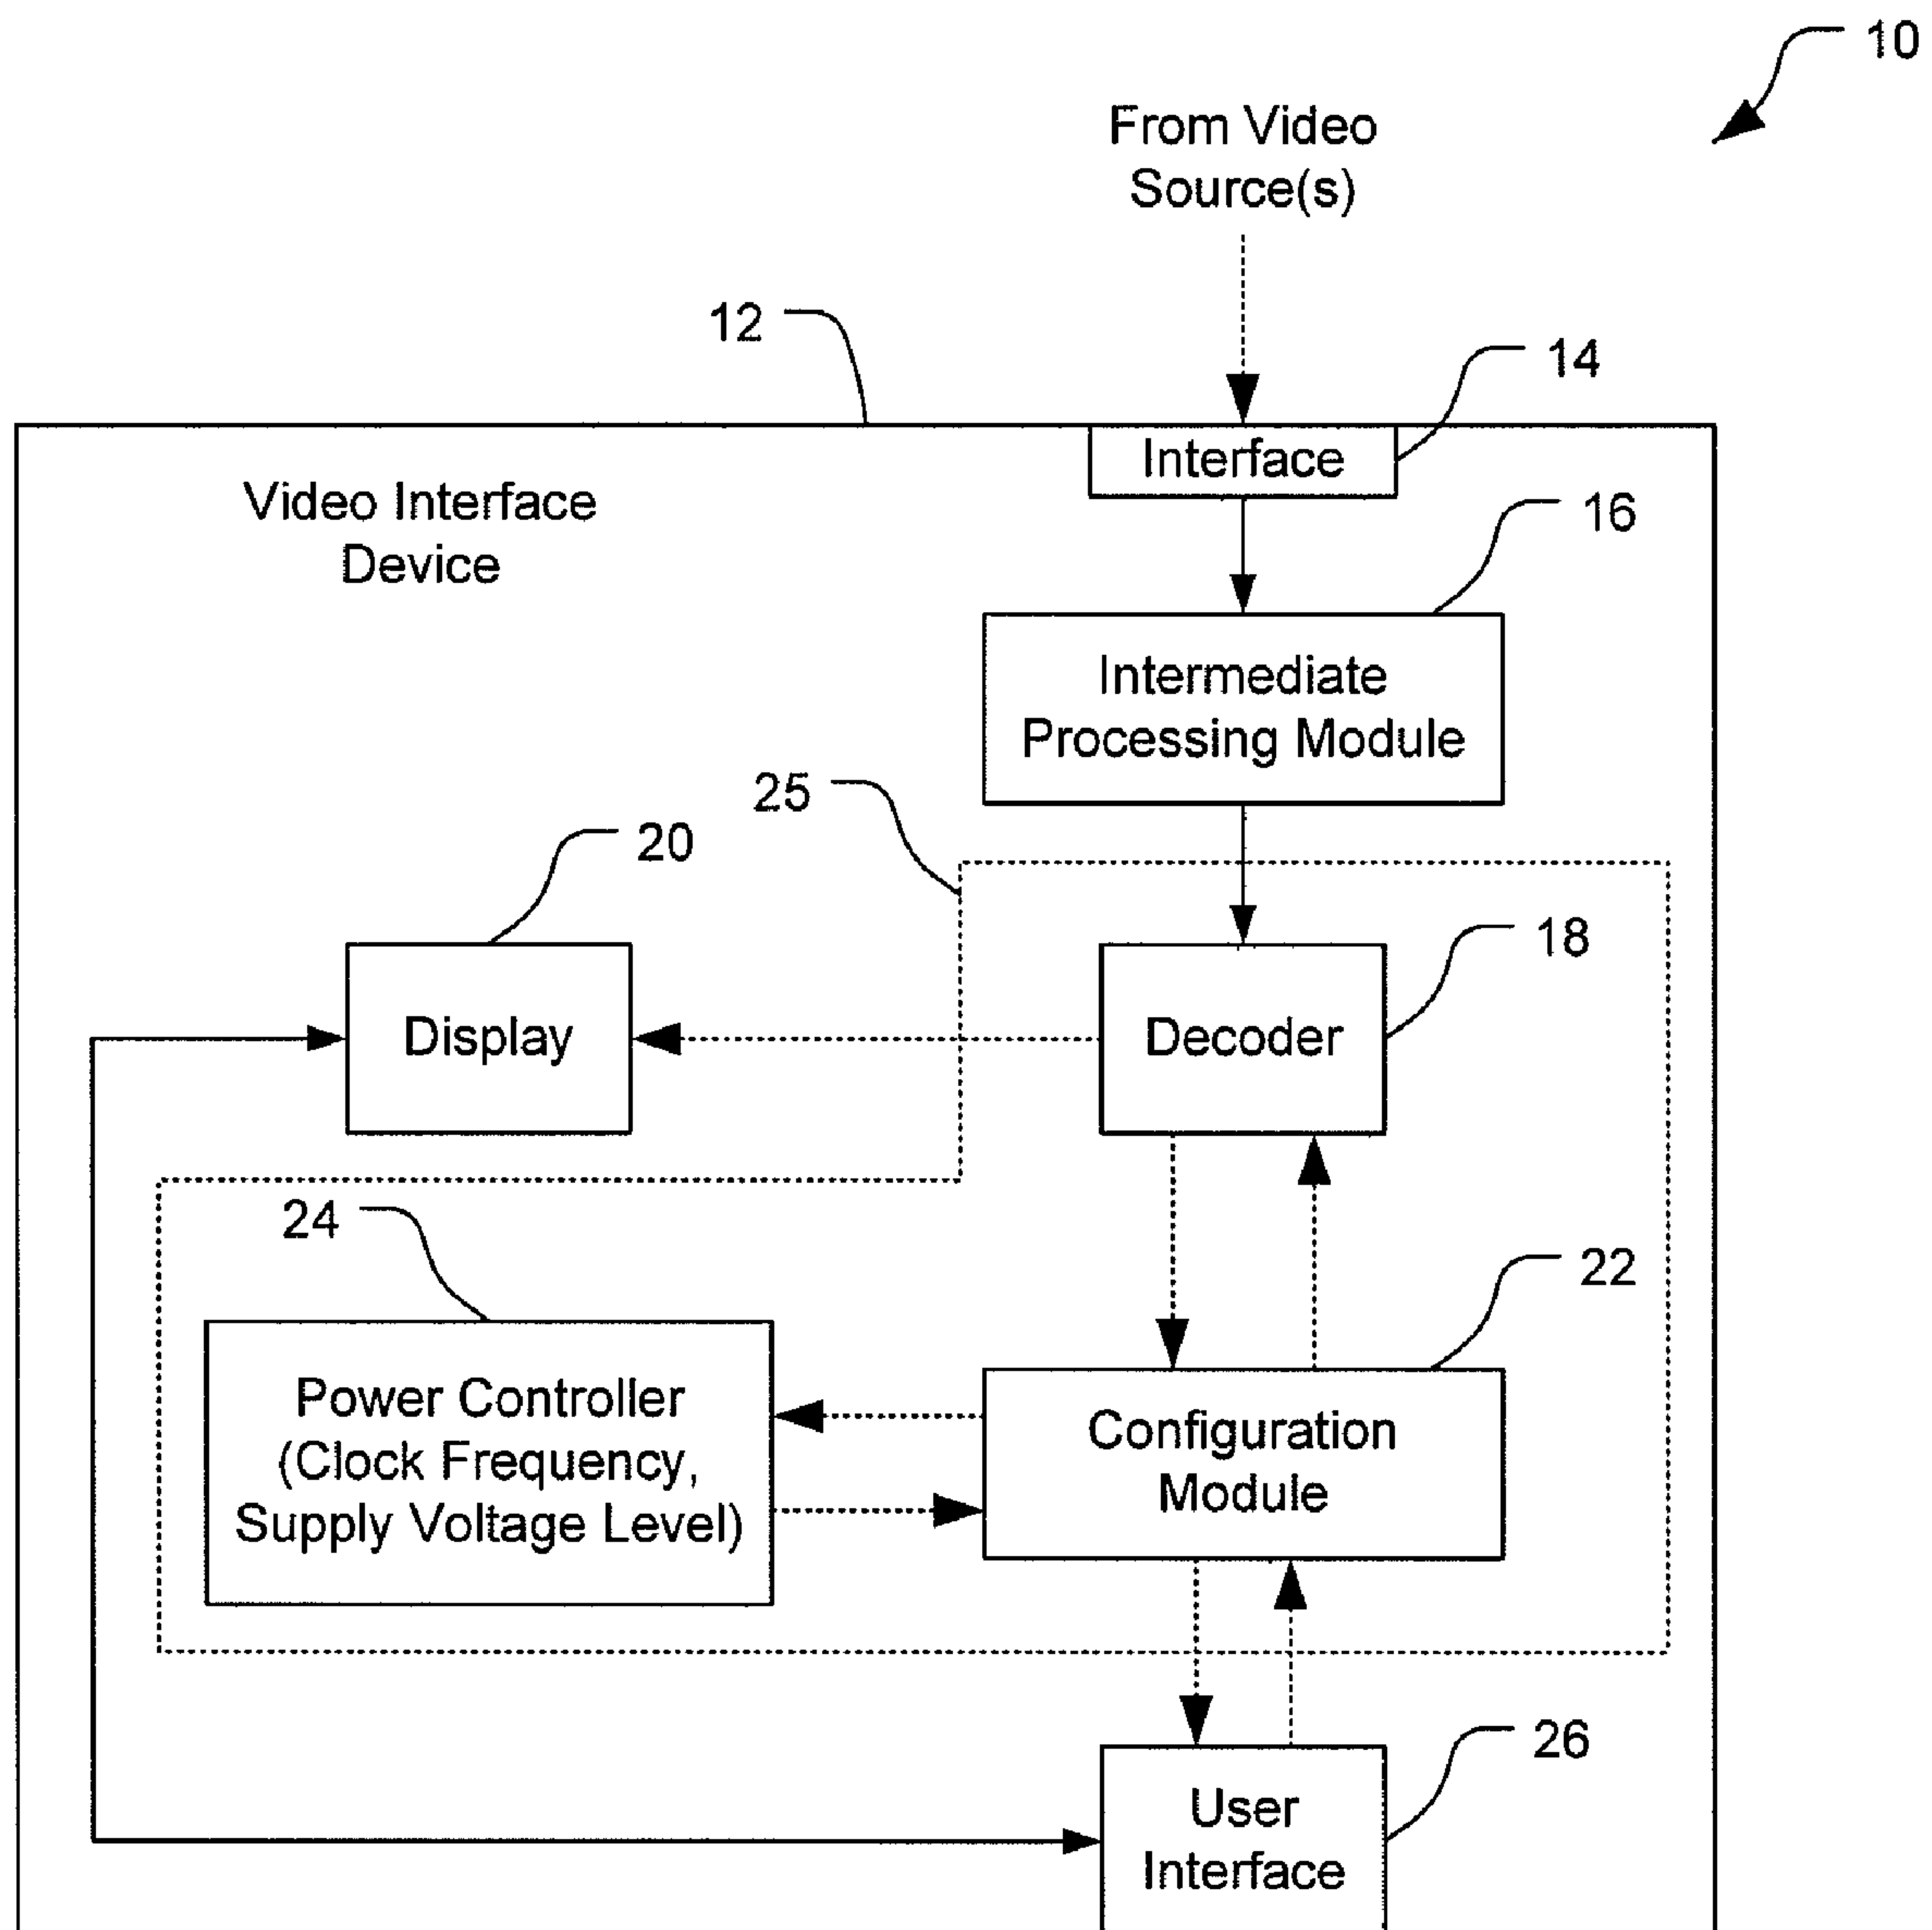 10
From Video
Source(s)
12
14
Interface
Video Interface
Device
16
Intermediate
Processing Module
25
20
18
Display
Decoder
24
22
Power Controller
(Clock Frequency,
Supply Voltage Level)
Configuration
Module
26
User
Interface